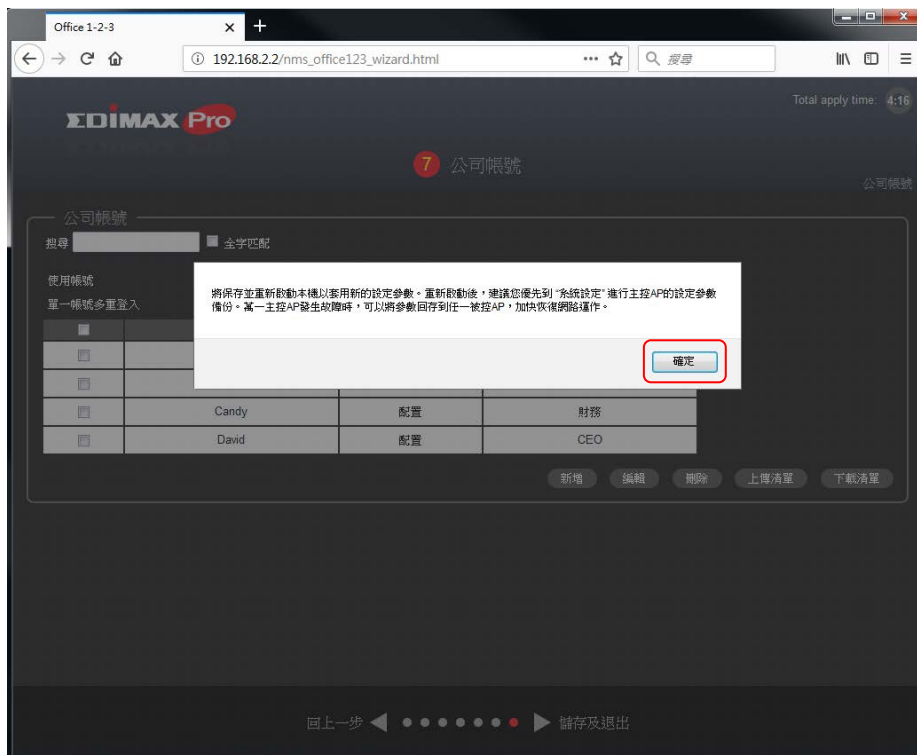 Office 1-2-3
192.168.2.2/nms_office123_wizard.html
搜尋
Total apply time: 4:16
EDIMAX Pro
7 公司帳號
公司帳號
公司帳號
搜尋 全字匹配
使用帳號
單一帳號多重登入
將保存並重新啟動本機以套用新的設定參數。重新啟動後，建議您優先到 "系統設定" 進行主控AP的設定參數
備份。萬一主控AP發生故障時，可以將參數回存到任一被控AP，加快恢復網路運作。
確定
Candy 配置 財務
David 配置 CEO
新增 編輯 刪除 上傳清單 下載清單
回上一步 儲存及退出